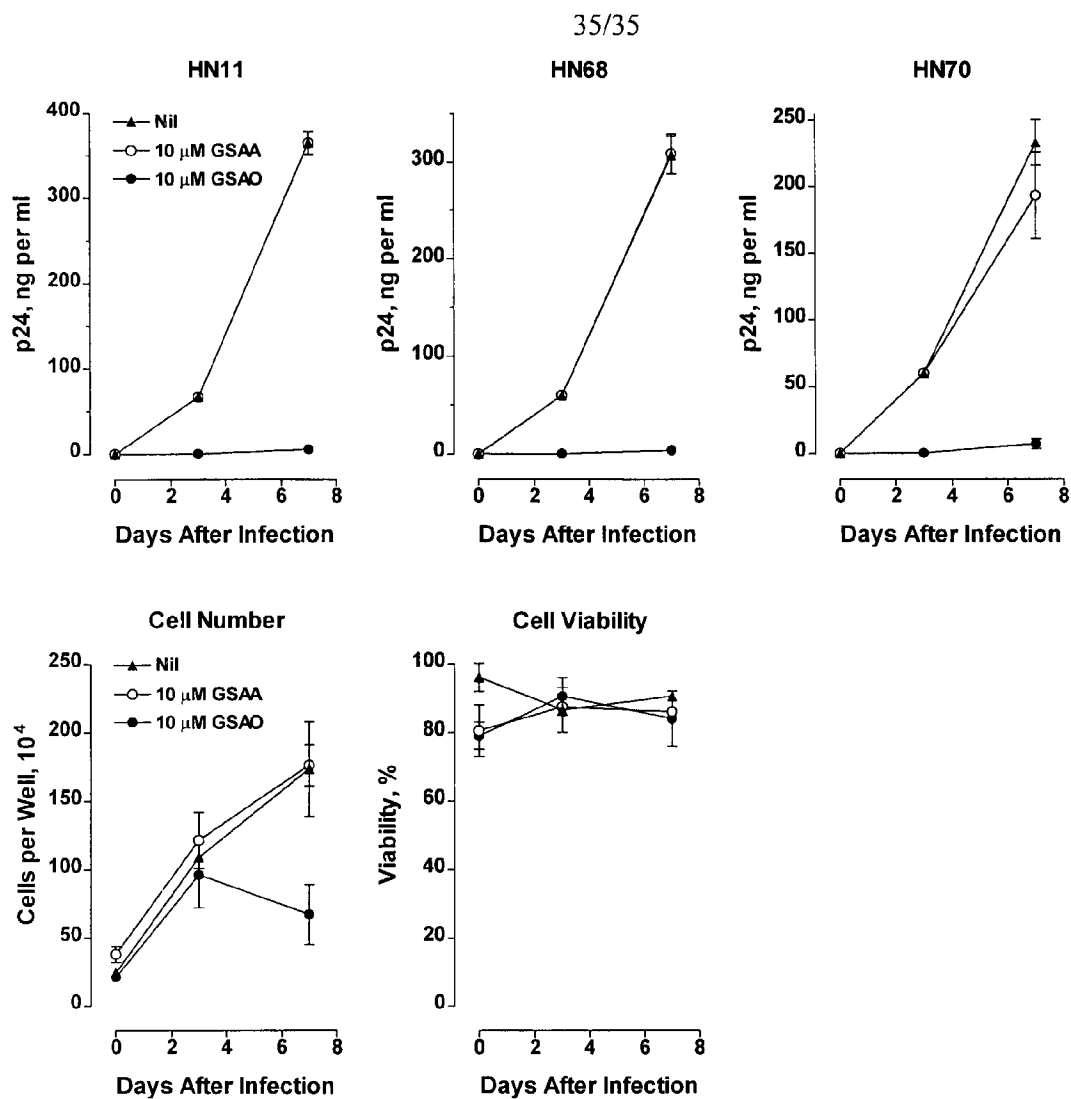 35/35
HN11
HN68
HN70
400
300
200
100
0
Nil
10 µM GSAA
10 µM GSAO
p24, ng per ml
0 2 4 6 8
Days After Infection
300
200
100
0
p24, ng per ml
0 2 4 6 8
Days After Infection
250
200
150
100
50
0
p24, ng per ml
0 2 4 6 8
Days After Infection
Cell Number
Cell Viability
250
200
150
100
50
0
Nil
10 µM GSAA
10 µM GSAO
Cells per Well, 10⁴
0 2 4 6 8
Days After Infection
100
80
60
40
20
0
Viability, %
0 2 4 6 8
Days After Infection